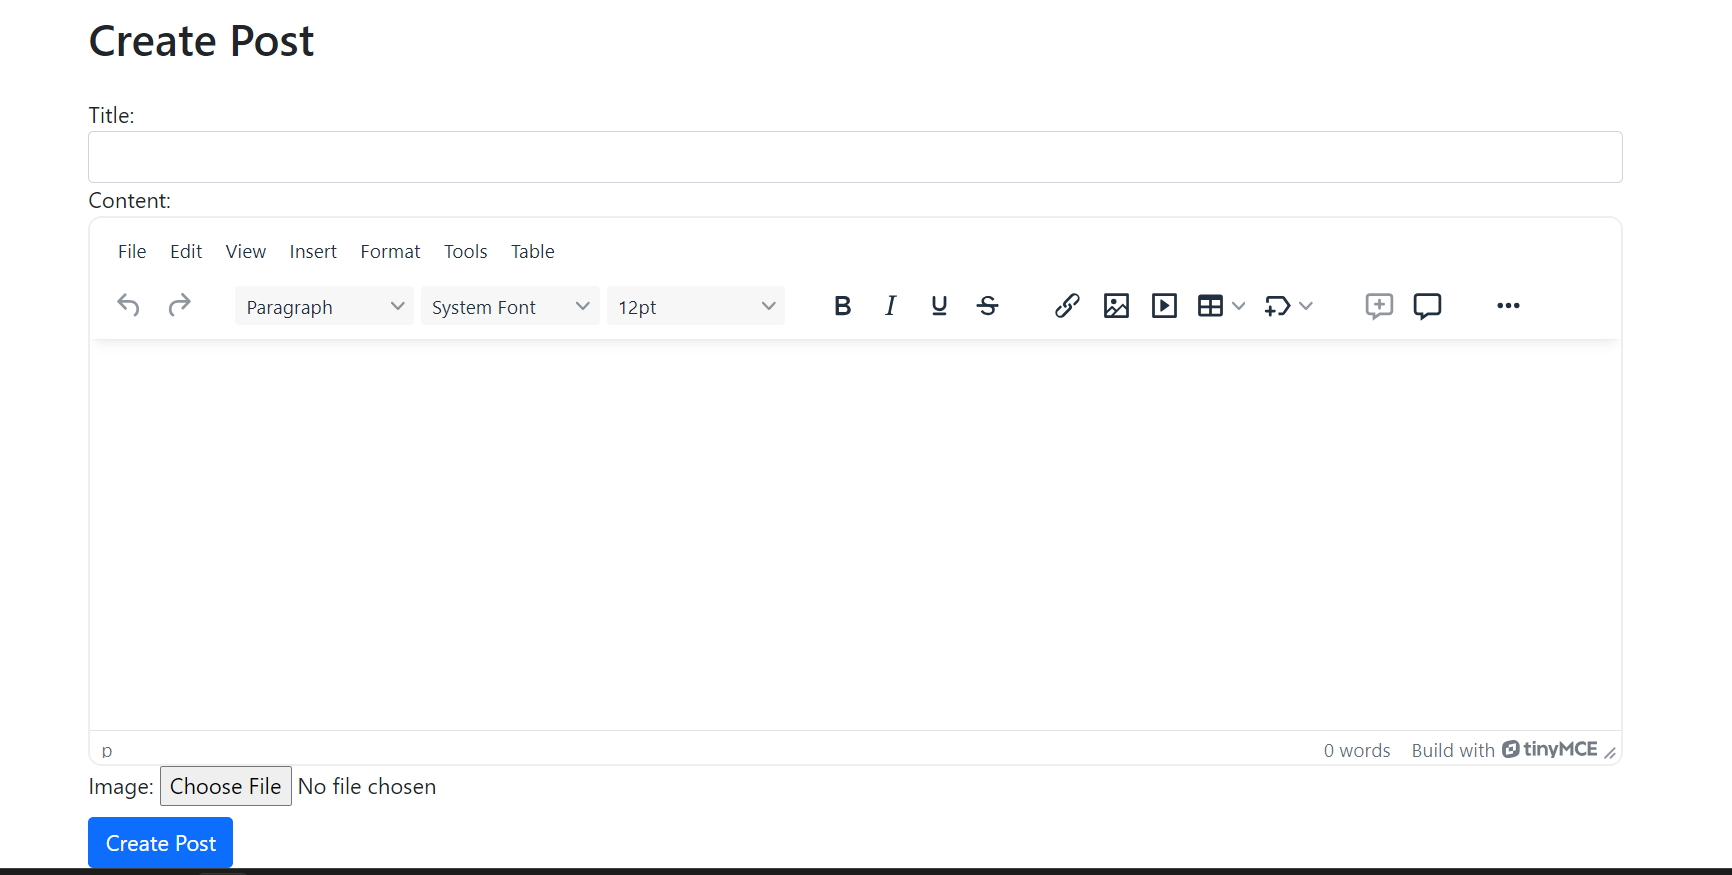 Create Post
Title:
Content:
File Edit View Insert Format Tools Table
Paragraph System Font 12pt B I U S
p 0 words Build with tinyMCE
Image: Choose File No file chosen
Create Post